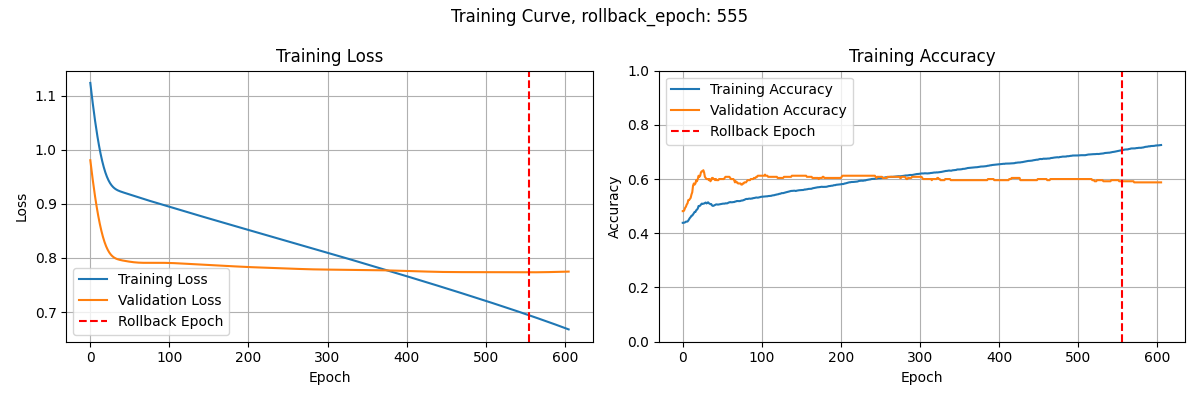 Training Curve, rollback_epoch: 555
Training Loss
1.1
1.0
0.9
0.8
0.7
Loss
Training Loss
Validation Loss
Rollback Epoch
0 100 200 300 400 500 600
Epoch
Training Accuracy
1.0
0.8
0.6
0.4
0.2
0.0
Accuracy
Training Accuracy
Validation Accuracy
Rollback Epoch
0 100 200 300 400 500 600
Epoch